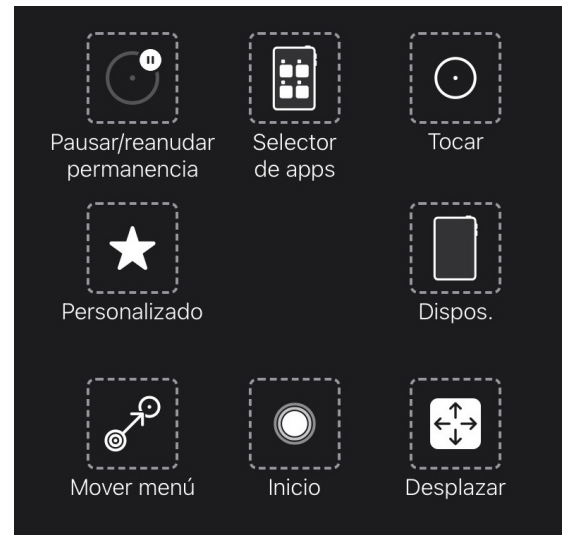 Pausar/reanudar
permanencia
Selector
de apps
Tocar
Personalizado
Dispos.
Mover menú
Inicio
Desplazar